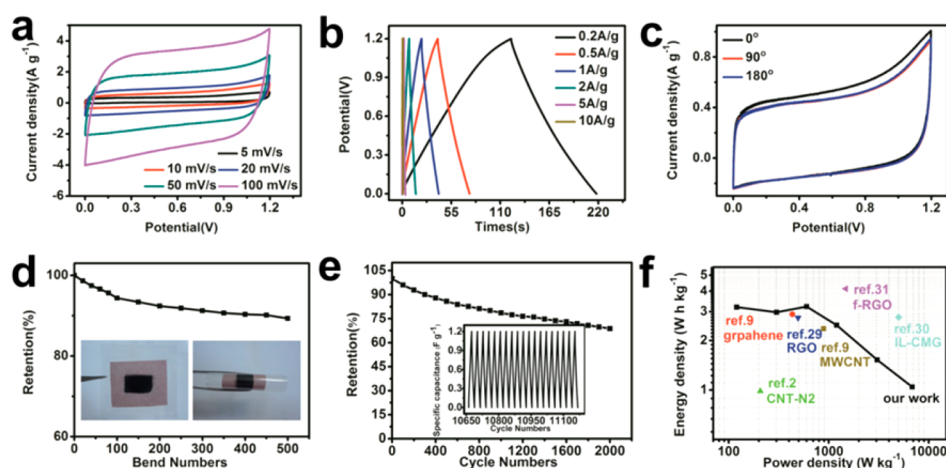 a
Current density(A g⁻¹)
4
2
0
-2
-4
-6
5 mV/s
10 mV/s
20 mV/s
50 mV/s
100 mV/s
0.0
0.4
0.8
1.2
Potential(V)
b
Potential(V)
1.2
0.9
0.6
0.3
0.0
0.2A/g
0.5A/g
1A/g
2A/g
5A/g
10A/g
0
55
110
165
220
Times(s)
c
Current density(A g⁻¹)
0.8
0.4
0.0
0°
90°
180°
0.0
0.4
0.8
1.2
Potential(V)
d
Retention(%)
100
80
60
0
100
200
300
400
500
Bend Numbers
e
Retention(%)
105
90
75
60
45
30
15
0
Specific capacitance(F g⁻¹)
1.2
0.9
0.6
0.3
0.0
10650
10800
10950
11100
Cycle Numbers
0
400
800
1200
1600
2000
Cycle Numbers
f
Energy density(W h kg⁻¹)
5
4
3
2
1
ref.31
f-RGO
ref.9
grpahene
ref.29
RGO
ref.9
MWCNT
ref.30
IL-CMG
ref.2
CNT-N2
our work
100
1000
10000
Power density(W kg⁻¹)